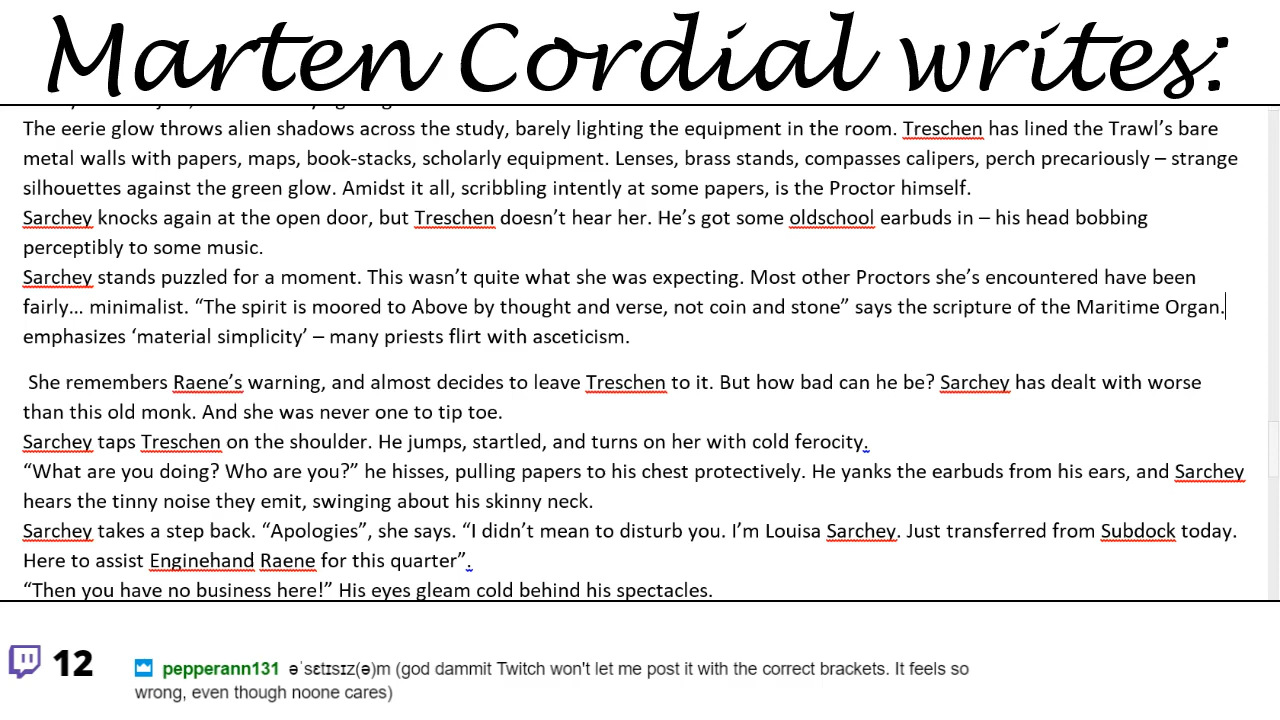 Marten Cordial writes:
The eerie glow throws alien shadows across the study, barely lighting the equipment in the room. Treschen has lined the Trawl’s bare
metal walls with papers, maps, book-stacks, scholarly equipment. Lenses, brass stands, compasses calipers, perch precariously – strange
silhouettes against the green glow. Amidst it all, scribbling intently at some papers, is the Proctor himself.
Sarchey knocks again at the open door, but Treschen doesn’t hear her. He’s got some oldschool earbuds in – his head bobbing
perceptibly to some music.
Sarchey stands puzzled for a moment. This wasn’t quite what she was expecting. Most other Proctors she’s encountered have been
fairly... minimalist. “The spirit is moored to Above by thought and verse, not coin and stone” says the scripture of the Maritime Organ.
emphasizes ‘material simplicity’ – many priests flirt with asceticism.
She remembers Raene’s warning, and almost decides to leave Treschen to it. But how bad can he be? Sarchey has dealt with worse
than this old monk. And she was never one to tip toe.
Sarchey taps Treschen on the shoulder. He jumps, startled, and turns on her with cold ferocity.
“What are you doing? Who are you?” he hisses, pulling papers to his chest protectively. He yanks the earbuds from his ears, and Sarchey
hears the tinny noise they emit, swinging about his skinny neck.
Sarchey takes a step back. “Apologies”, she says. “I didn’t mean to disturb you. I’m Louisa Sarchey. Just transferred from Subdock today.
Here to assist Enginehand Raene for this quarter”.
“Then you have no business here!” His eyes gleam cold behind his spectacles.
12
pepperann131 əˈsɛtɪsɪz(ə)m (god dammit Twitch won't let me post it with the correct brackets. It feels so
wrong, even though noone cares)